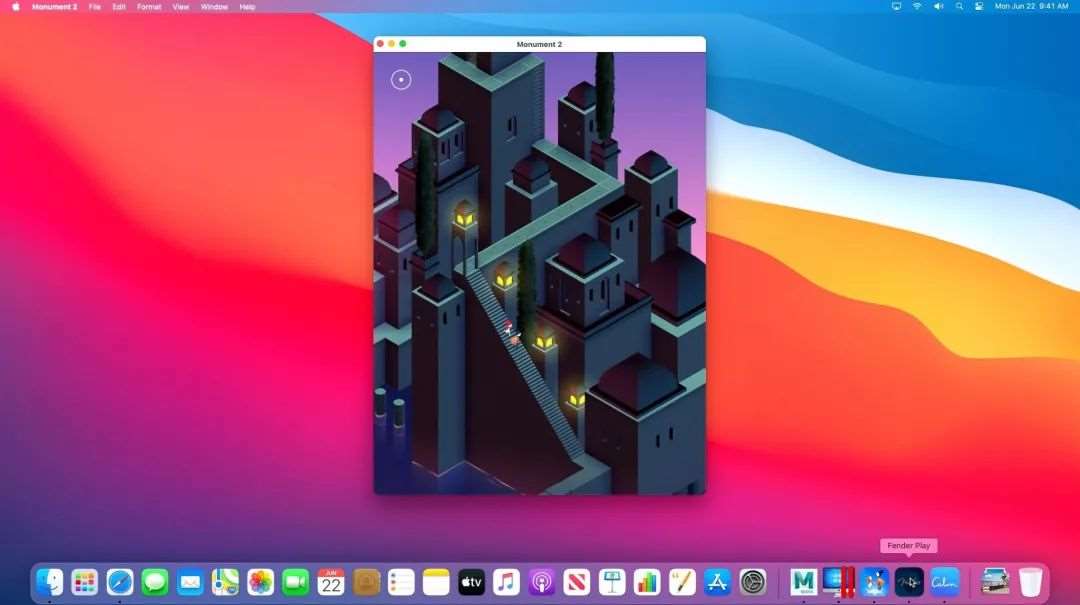 Monument 2 File Edit Format View Window Help Mon Jun 22 9:41 AM
Monument 2
Fender Play
JUN
22
tv
M
Calm